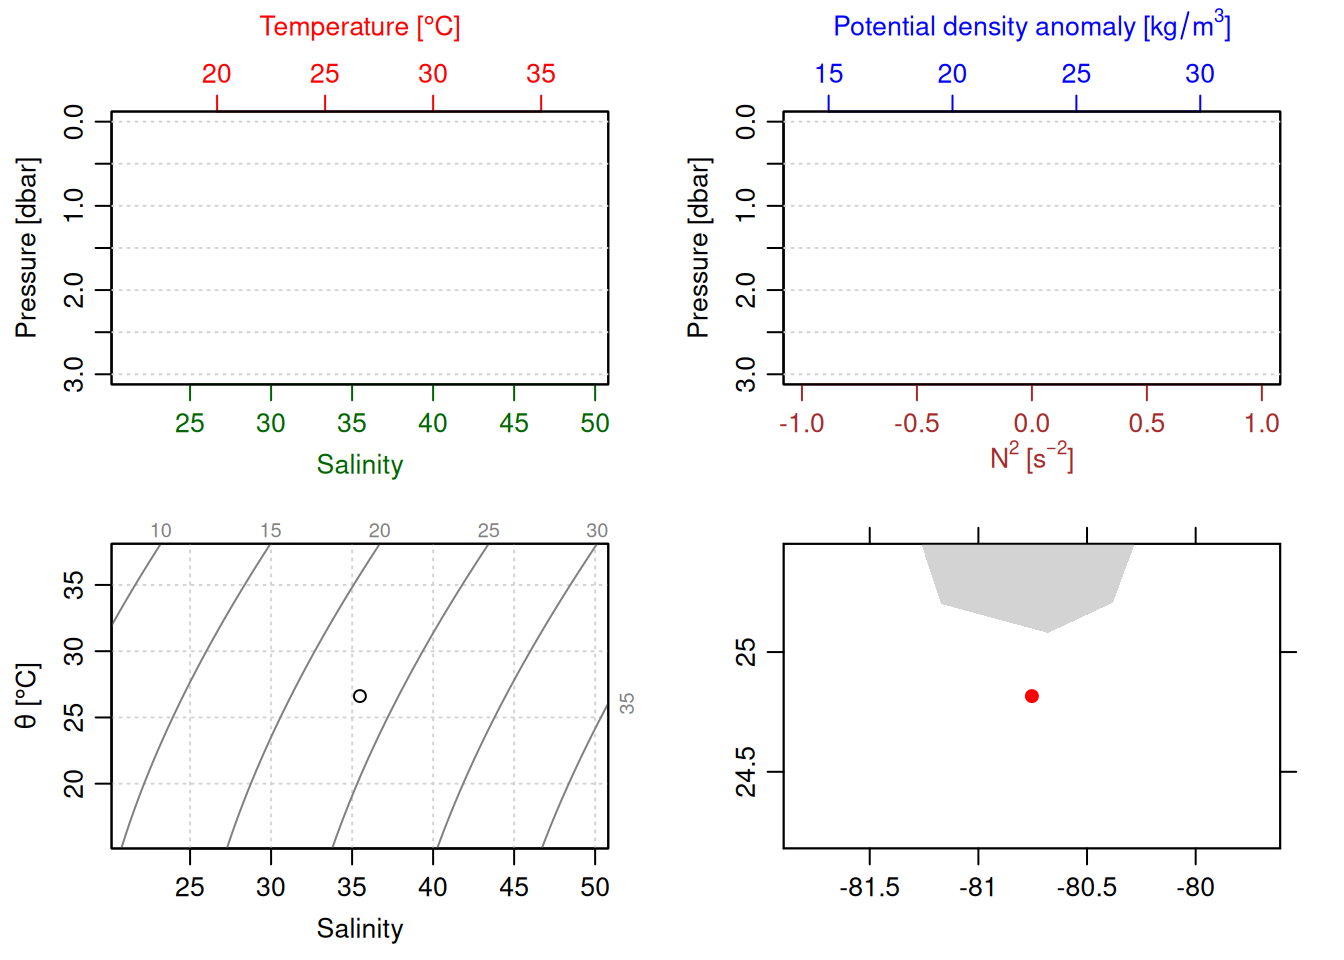 Temperature [°C]
20 25 30 35
Pressure [dbar]
0.0 1.0 2.0 3.0
25 30 35 40 45 50
Salinity
Potential density anomaly [kg/m³]
15 20 25 30
Pressure [dbar]
0.0 1.0 2.0 3.0
-1.0 -0.5 0.0 0.5 1.0
N² [s⁻²]
10 15 20 25 30
35
θ [°C]
35 30 25 20
25 30 35 40 45 50
Salinity
25
24.5
-81.5 -81 -80.5 -80